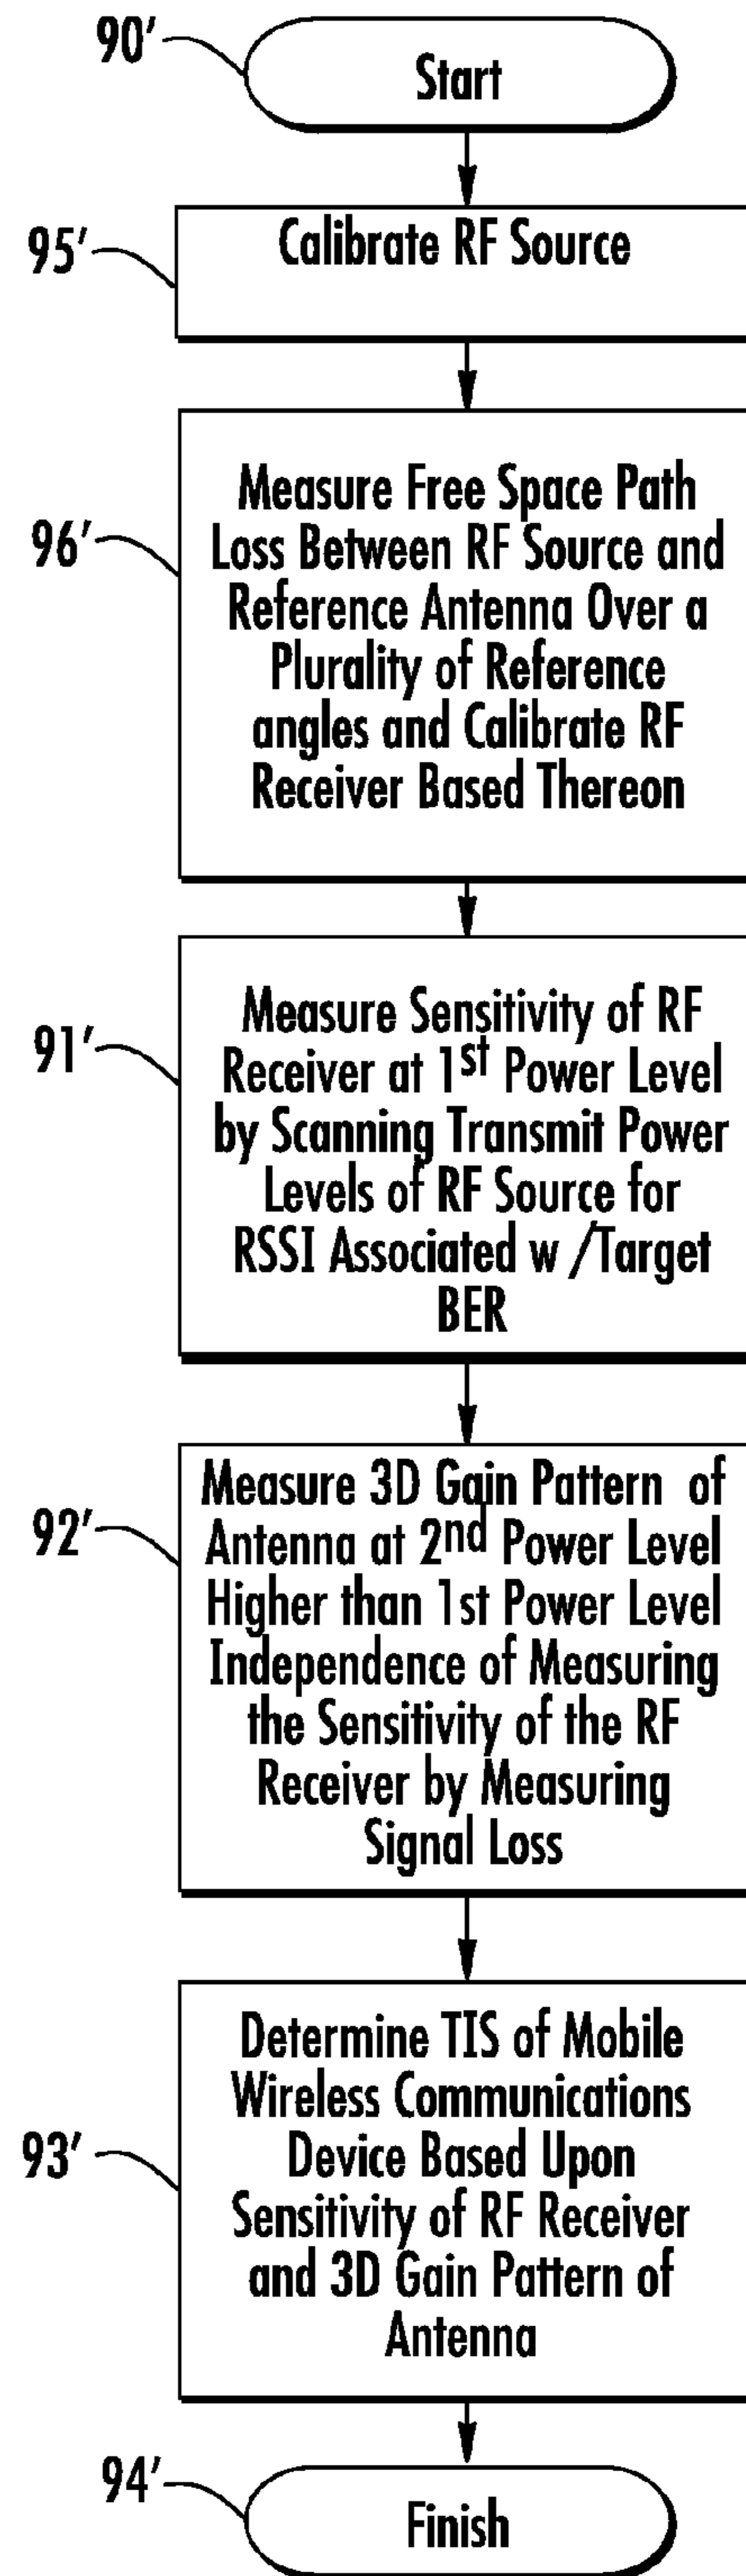 90'
Start
95'
Calibrate RF Source
96'
Measure Free Space Path
Loss Between RF Source and
Reference Antenna Over a
Plurality of Reference
angles and Calibrate RF
Receiver Based Thereon
91'
Measure Sensitivity of RF
Receiver at 1st Power Level
by Scanning Transmit Power
Levels of RF Source for
RSSI Associated w /Target
BER
92'
Measure 3D Gain Pattern of
Antenna at 2nd Power Level
Higher than 1st Power Level
Independence of Measuring
the Sensitivity of the RF
Receiver by Measuring
Signal Loss
93'
Determine TIS of Mobile
Wireless Communications
Device Based Upon
Sensitivity of RF Receiver
and 3D Gain Pattern of
Antenna
94'
Finish